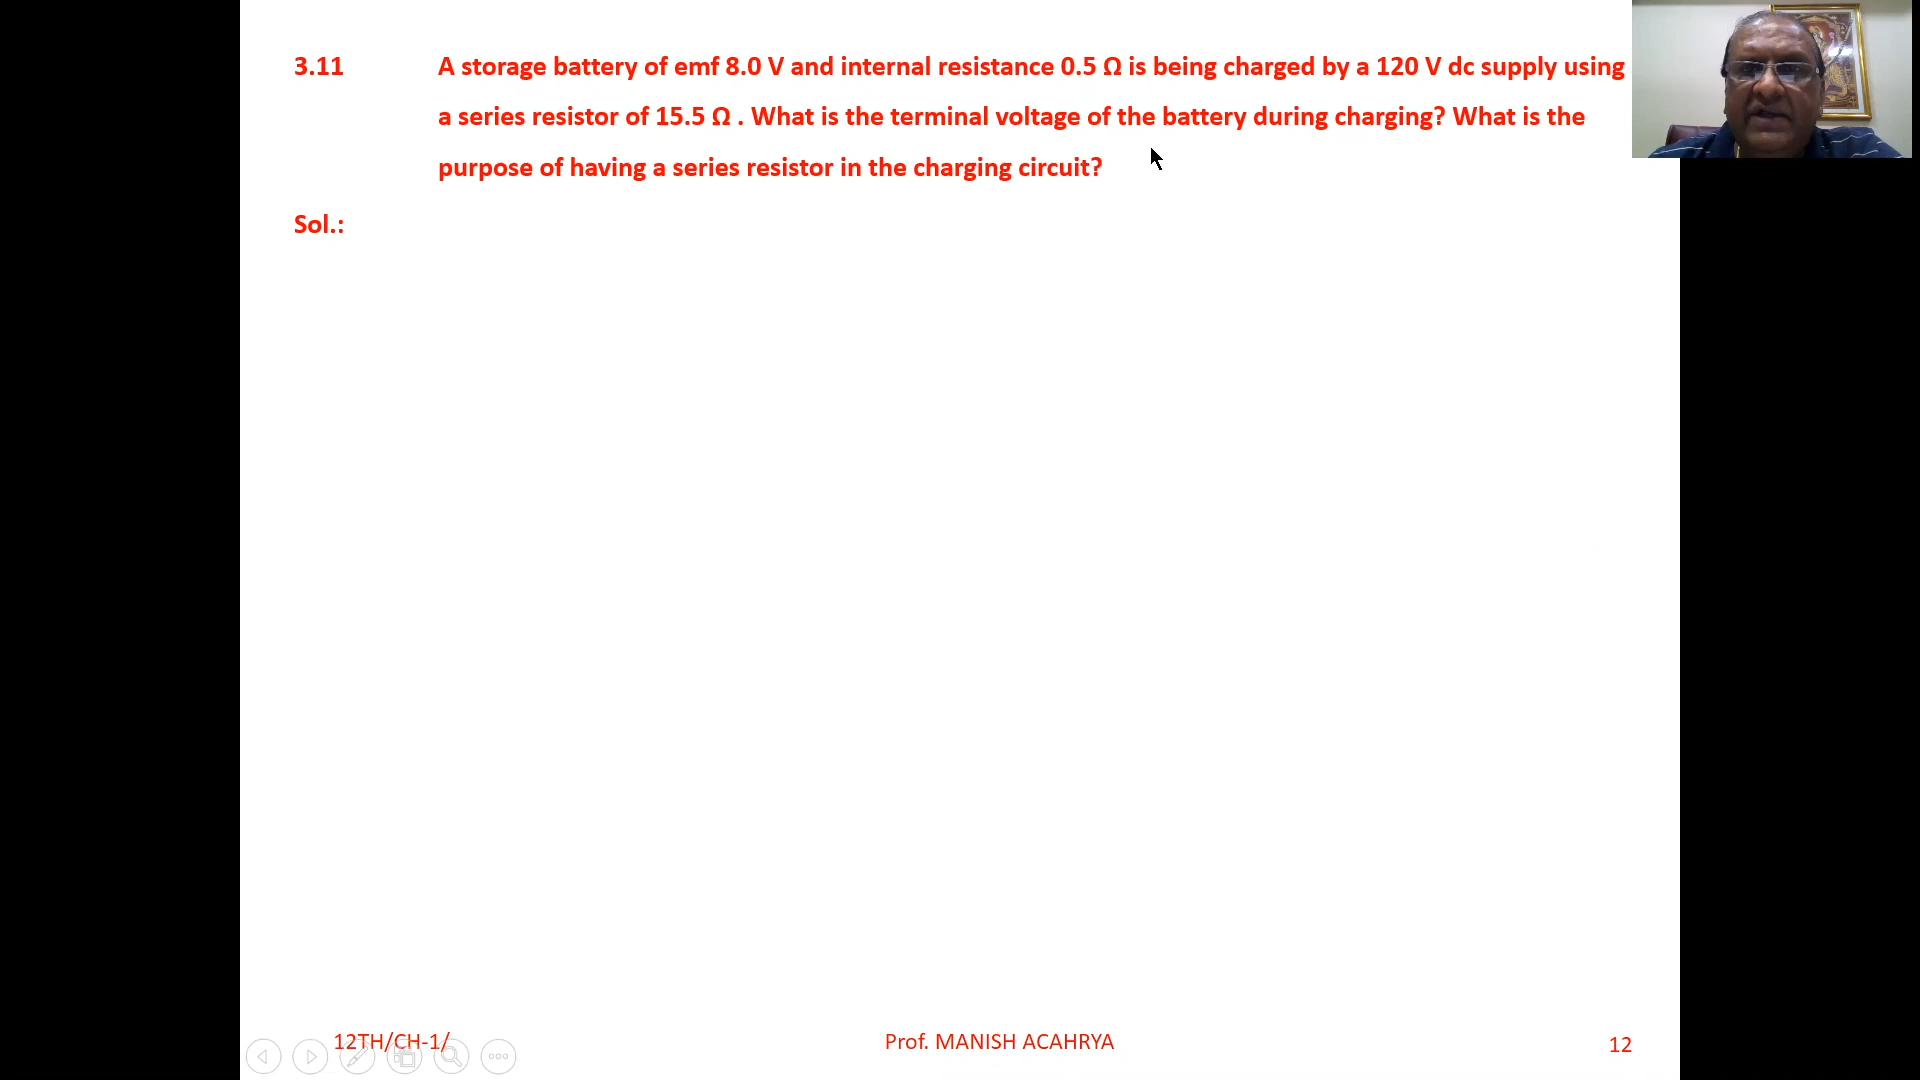 3.11 A storage battery of emf 8.0 V and internal resistance 0.5 Ω is being charged by a 120 V dc supply using
a series resistor of 15.5 Ω . What is the terminal voltage of the battery during charging? What is the
purpose of having a series resistor in the charging circuit?
Sol.:
12TH/CH-1/ Prof. MANISH ACAHRYA 12